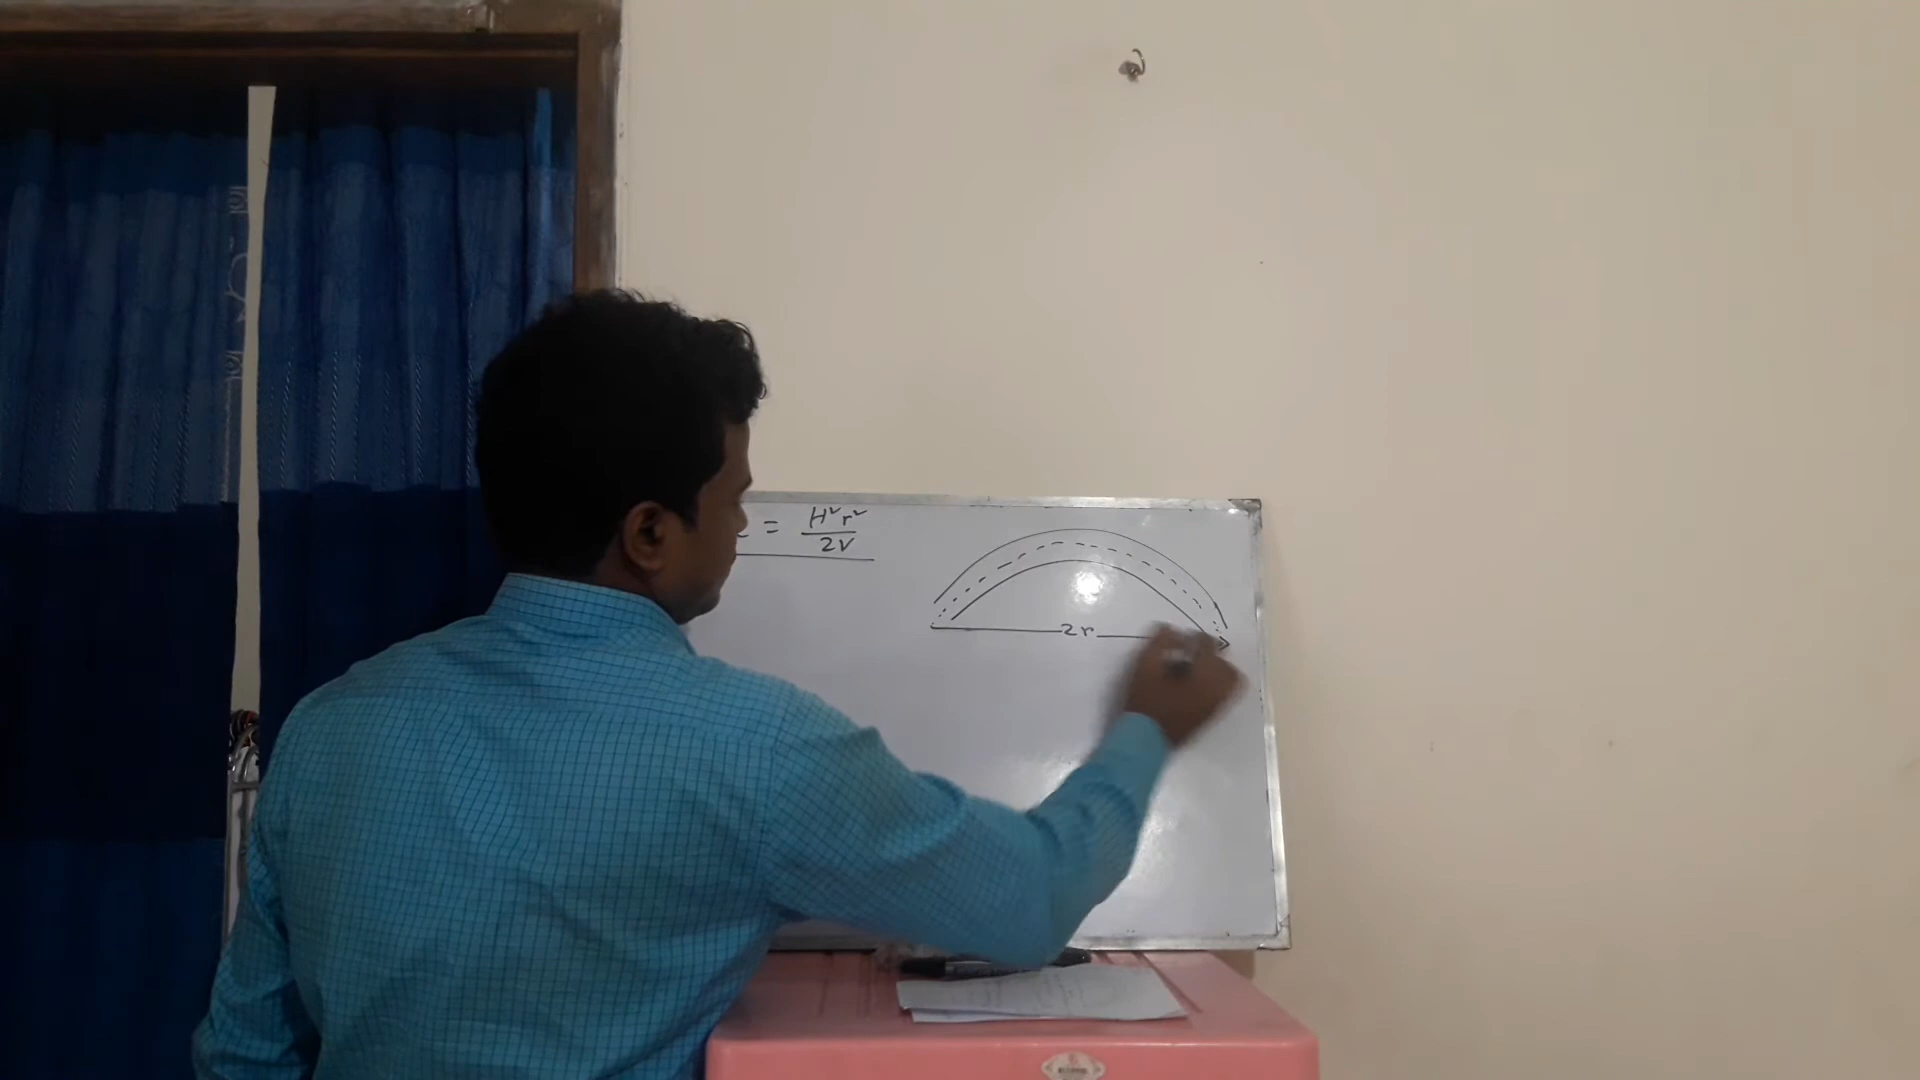 = H²r² / 2V
2r